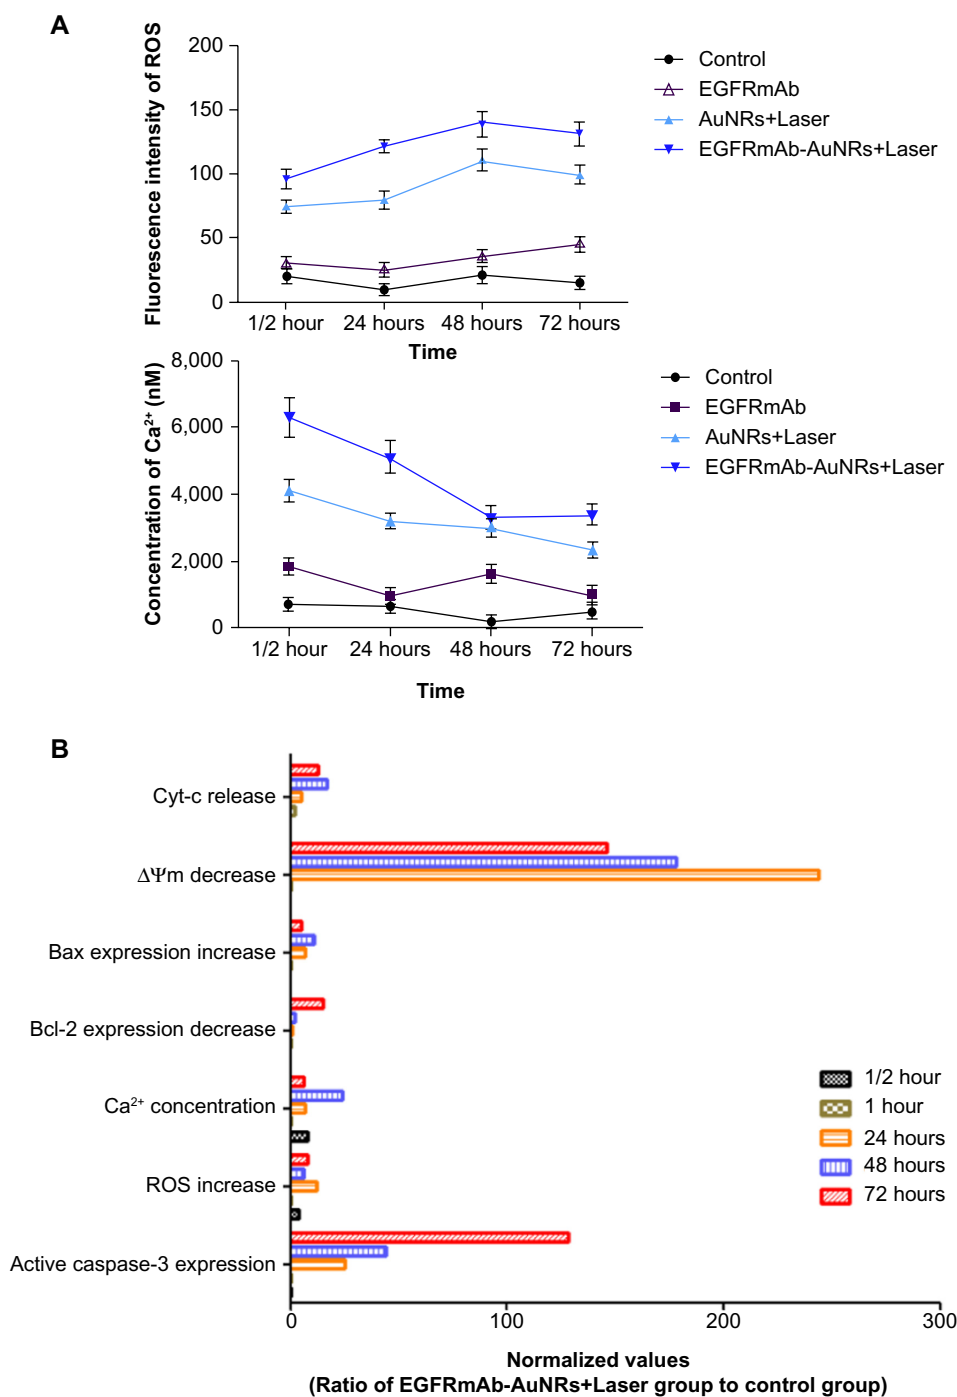 A
Fluorescence intensity of ROS
200
150
100
50
0
1/2 hour
24 hours
48 hours
72 hours
Time
Control
EGFRmAb
AuNRs+Laser
EGFRmAb-AuNRs+Laser
Concentration of Ca²⁺ (nM)
8,000
6,000
4,000
2,000
0
1/2 hour
24 hours
48 hours
72 hours
Time
Control
EGFRmAb
AuNRs+Laser
EGFRmAb-AuNRs+Laser
B
Cyt-c release
ΔΨm decrease
Bax expression increase
Bcl-2 expression decrease
Ca²⁺ concentration
ROS increase
Active caspase-3 expression
1/2 hour
1 hour
24 hours
48 hours
72 hours
0
100
200
300
Normalized values
(Ratio of EGFRmAb-AuNRs+Laser group to control group)